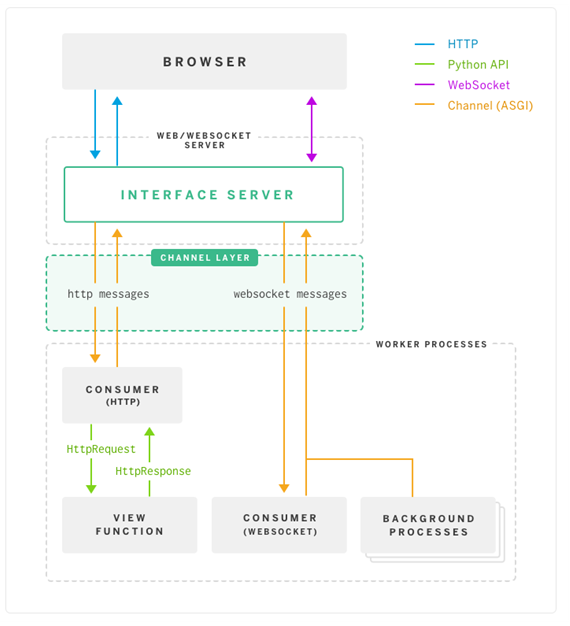 BROWSER
HTTP
Python API
WebSocket
Channel (ASGI)
WEB/WEBSOCKET
SERVER
INTERFACE SERVER
CHANNEL LAYER
http messages
websocket messages
WORKER PROCESSES
CONSUMER
(HTTP)
HttpRequest
HttpResponse
VIEW
FUNCTION
CONSUMER
(WEBSOCKET)
BACKGROUND
PROCESSES